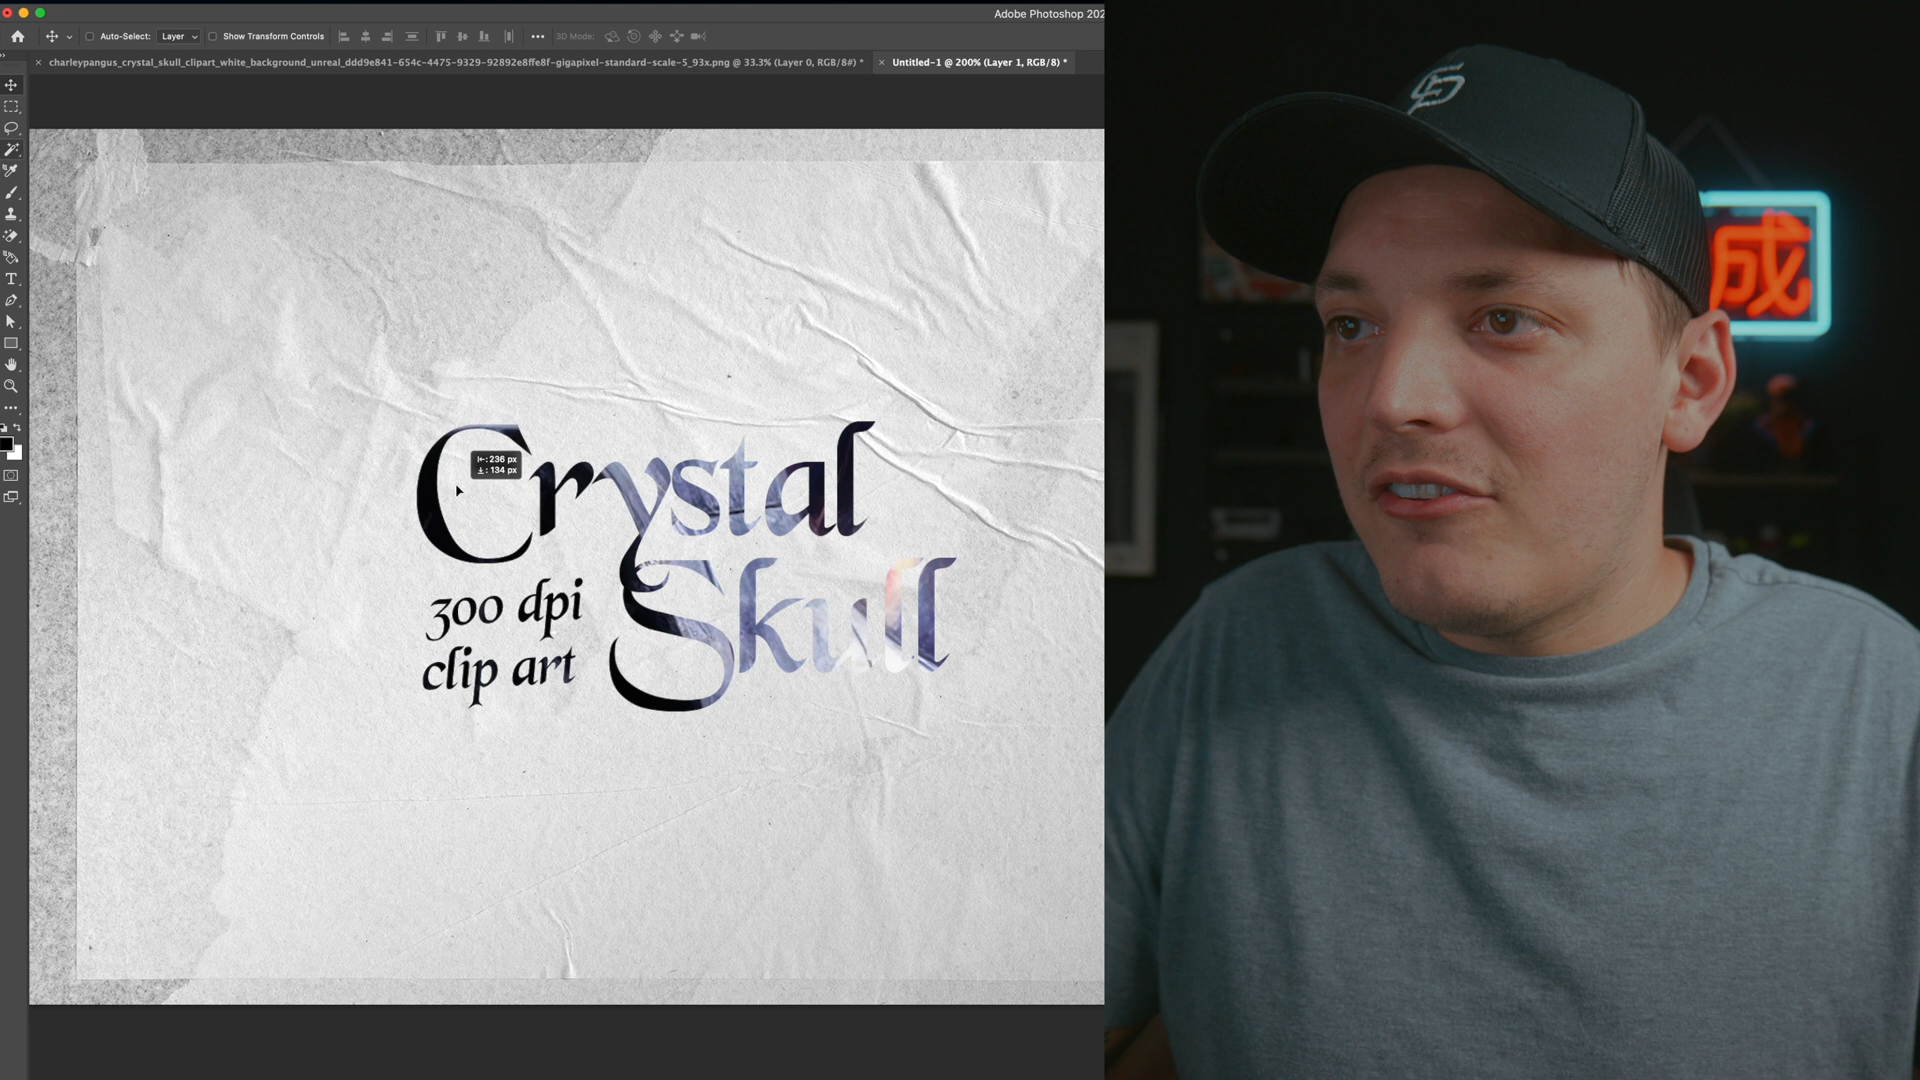 Adobe Photoshop 202
Auto-Select:
Layer
Show Transform Controls
3D Mode:
charleypangus_crystal_skull_clipart_white_background_unreal_ddd9e841-654c-4475-9329-92892e8ffe8f-gigapixel-standard-scale-5_93x.png @ 33.3% (Layer 0, RGB/8#) *
Untitled-1 @ 200% (Layer 1, RGB/8) *
成
Crystal
236 px
134 px
Skull
300 dpi
clip art